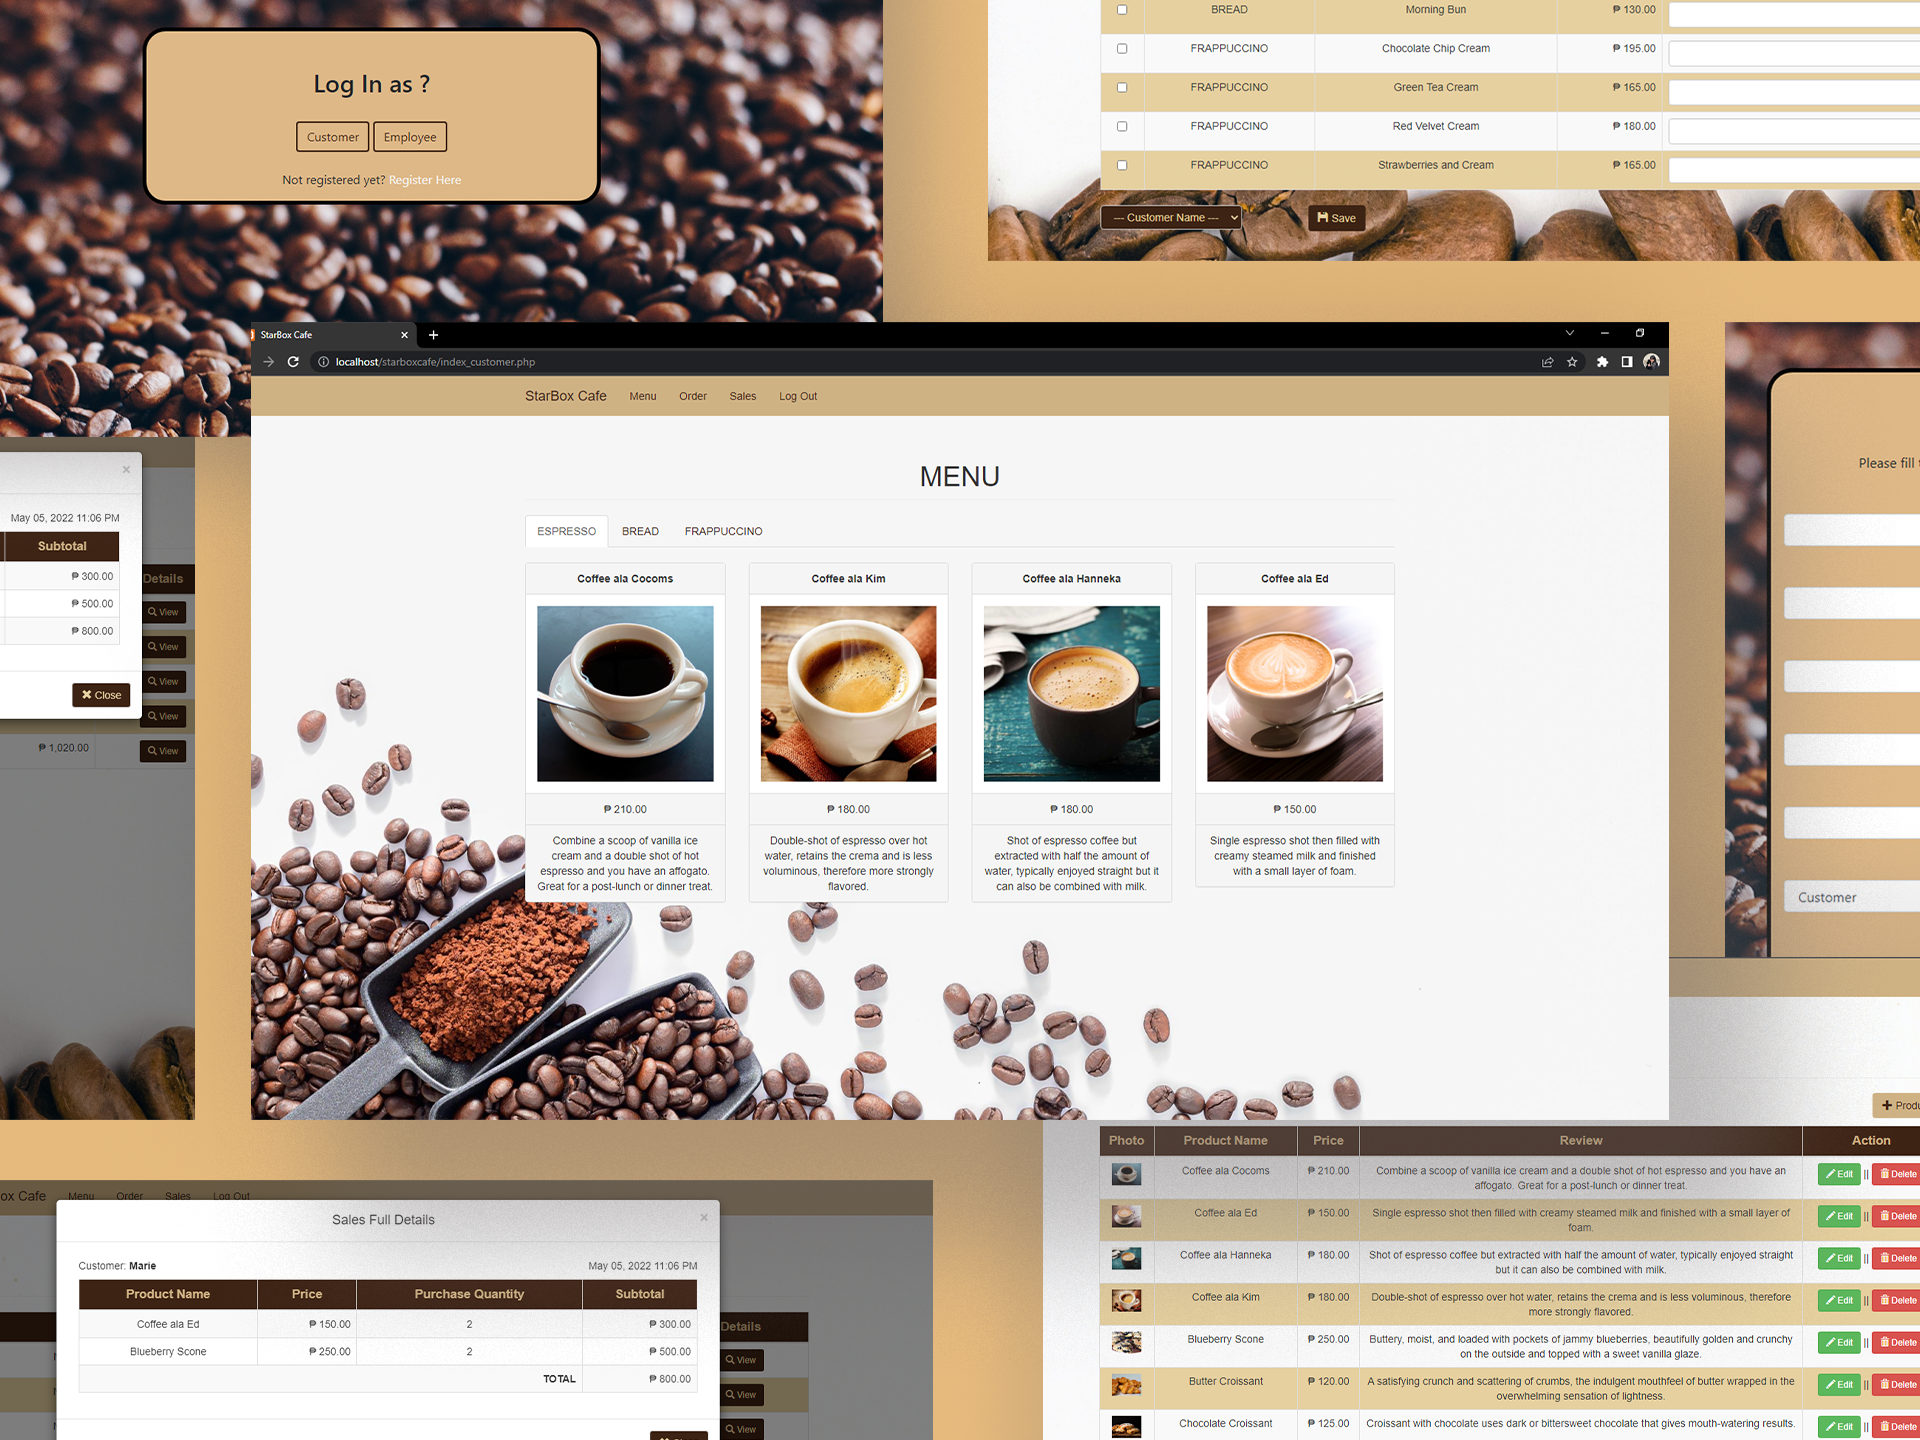 Log In as ?
Customer
Employee
Not registered yet? Register Here
BREAD Morning Bun ₱ 130.00
FRAPPUCCINO Chocolate Chip Cream ₱ 195.00
FRAPPUCCINO Green Tea Cream ₱ 165.00
FRAPPUCCINO Red Velvet Cream ₱ 180.00
FRAPPUCCINO Strawberries and Cream ₱ 165.00
--- Customer Name ---
Save
StarBox Cafe
localhost/starboxcafe/index_customer.php
StarBox Cafe Menu Order Sales Log Out
MENU
ESPRESSO BREAD FRAPPUCCINO
Coffee ala Cocoms
₱ 210.00
Combine a scoop of vanilla ice
cream and a double shot of hot
espresso and you have an affogato.
Great for a post-lunch or dinner treat.
Coffee ala Kim
₱ 180.00
Double-shot of espresso over hot
water, retains the crema and is less
voluminous, therefore more strongly
flavored.
Coffee ala Hanneka
₱ 180.00
Shot of espresso coffee but
extracted with half the amount of
water, typically enjoyed straight but it
can also be combined with milk.
Coffee ala Ed
₱ 150.00
Single espresso shot then filled with
creamy steamed milk and finished
with a small layer of foam.
May 05, 2022 11:06 PM
Subtotal
₱ 300.00
₱ 500.00
₱ 800.00
Close
Details
View
View
View
View
₱ 1,020.00 View
Please fill
Customer
ox Cafe Menu Order Sales Log Out
Sales Full Details
Customer: Marie May 05, 2022 11:06 PM
Product Name Price Purchase Quantity Subtotal
Coffee ala Ed ₱ 150.00 2 ₱ 300.00
Blueberry Scone ₱ 250.00 2 ₱ 500.00
TOTAL ₱ 800.00
Details
View
View
View
Photo Product Name Price Review Action
Coffee ala Cocoms ₱ 210.00 Combine a scoop of vanilla ice cream and a double shot of hot espresso and you have an
affogato. Great for a post-lunch or dinner treat.
Edit || Delete
Coffee ala Ed ₱ 150.00 Single espresso shot then filled with creamy steamed milk and finished with a small layer of
foam.
Edit || Delete
Coffee ala Hanneka ₱ 180.00 Shot of espresso coffee but extracted with half the amount of water, typically enjoyed straight
but it can also be combined with milk.
Edit || Delete
Coffee ala Kim ₱ 180.00 Double-shot of espresso over hot water, retains the crema and is less voluminous, therefore
more strongly flavored.
Edit || Delete
Blueberry Scone ₱ 250.00 Buttery, moist, and loaded with pockets of jammy blueberries, beautifully golden and crunchy
on the outside and topped with a sweet vanilla glaze.
Edit || Delete
Butter Croissant ₱ 120.00 A satisfying crunch and scattering of crumbs, the indulgent mouthfeel of butter wrapped in the
overwhelming sensation of lightness.
Edit || Delete
Chocolate Croissant ₱ 125.00 Croissant with chocolate uses dark or bittersweet chocolate that gives mouth-watering results.
Edit || Delete